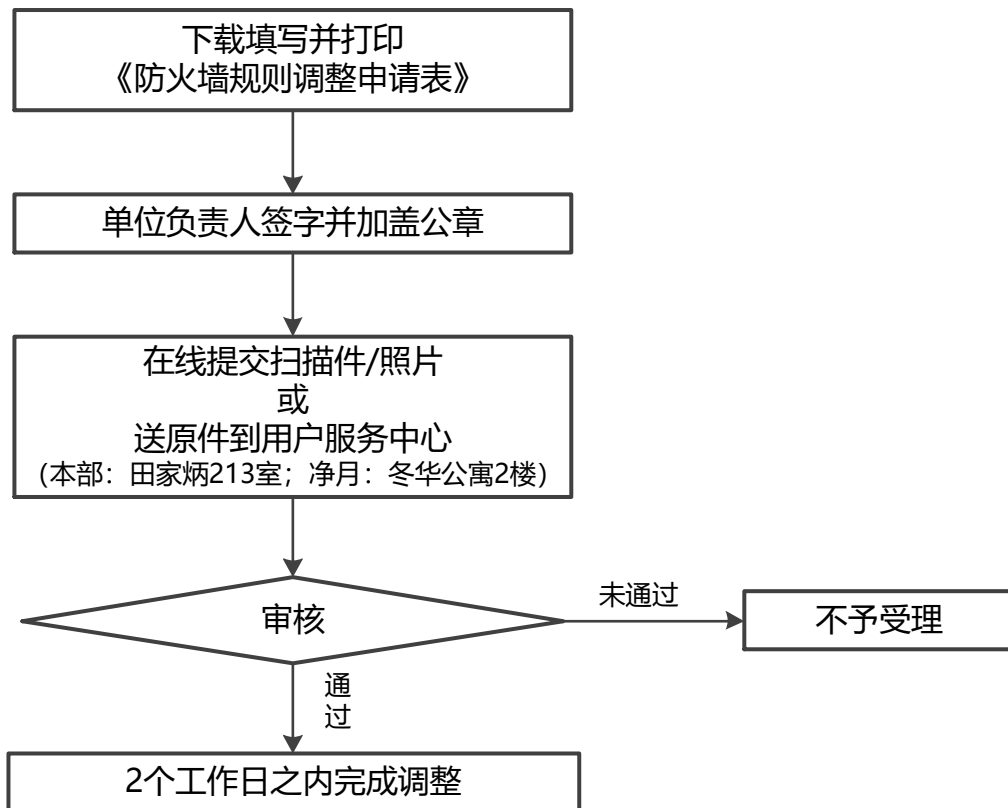 下载填写并打印
《防火墙规则调整申请表》
单位负责人签字并加盖公章
在线提交扫描件/照片
或
送原件到用户服务中心
（本部：田家炳213室；净月：冬华公寓2楼）
审核
未通过
不予受理
通
过
2个工作日之内完成调整